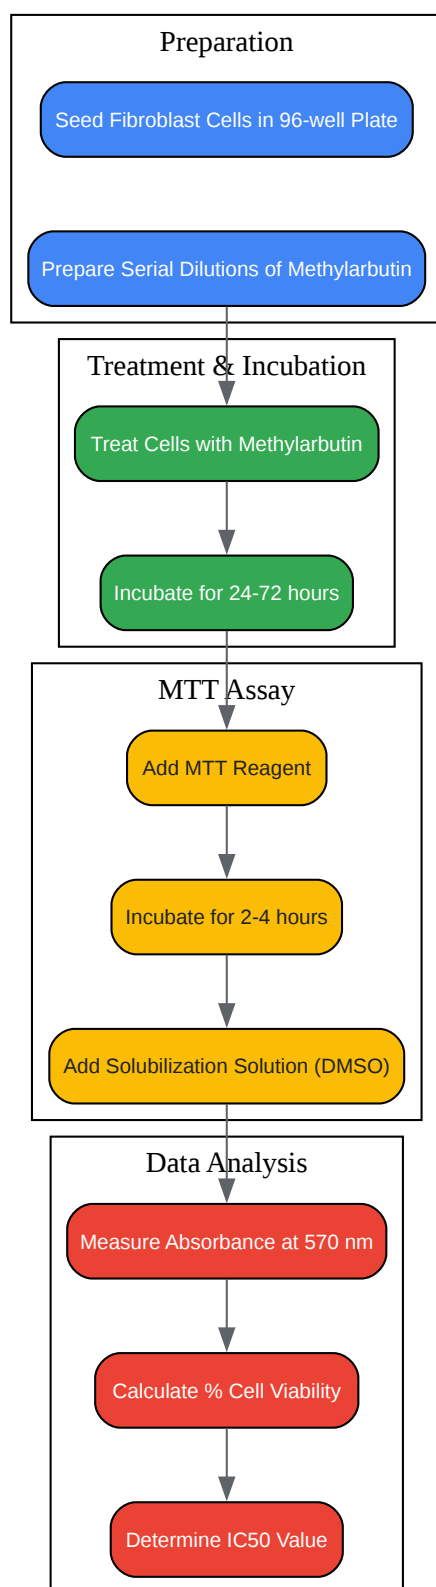 Preparation
Seed Fibroblast Cells in 96-well Plate
Prepare Serial Dilutions of Methylarbutin
Treatment & Incubation
Treat Cells with Methylarbutin
Incubate for 24-72 hours
MTT Assay
Add MTT Reagent
Incubate for 2-4 hours
Add Solubilization Solution (DMSO)
Data Analysis
Measure Absorbance at 570 nm
Calculate % Cell Viability
Determine IC50 Value